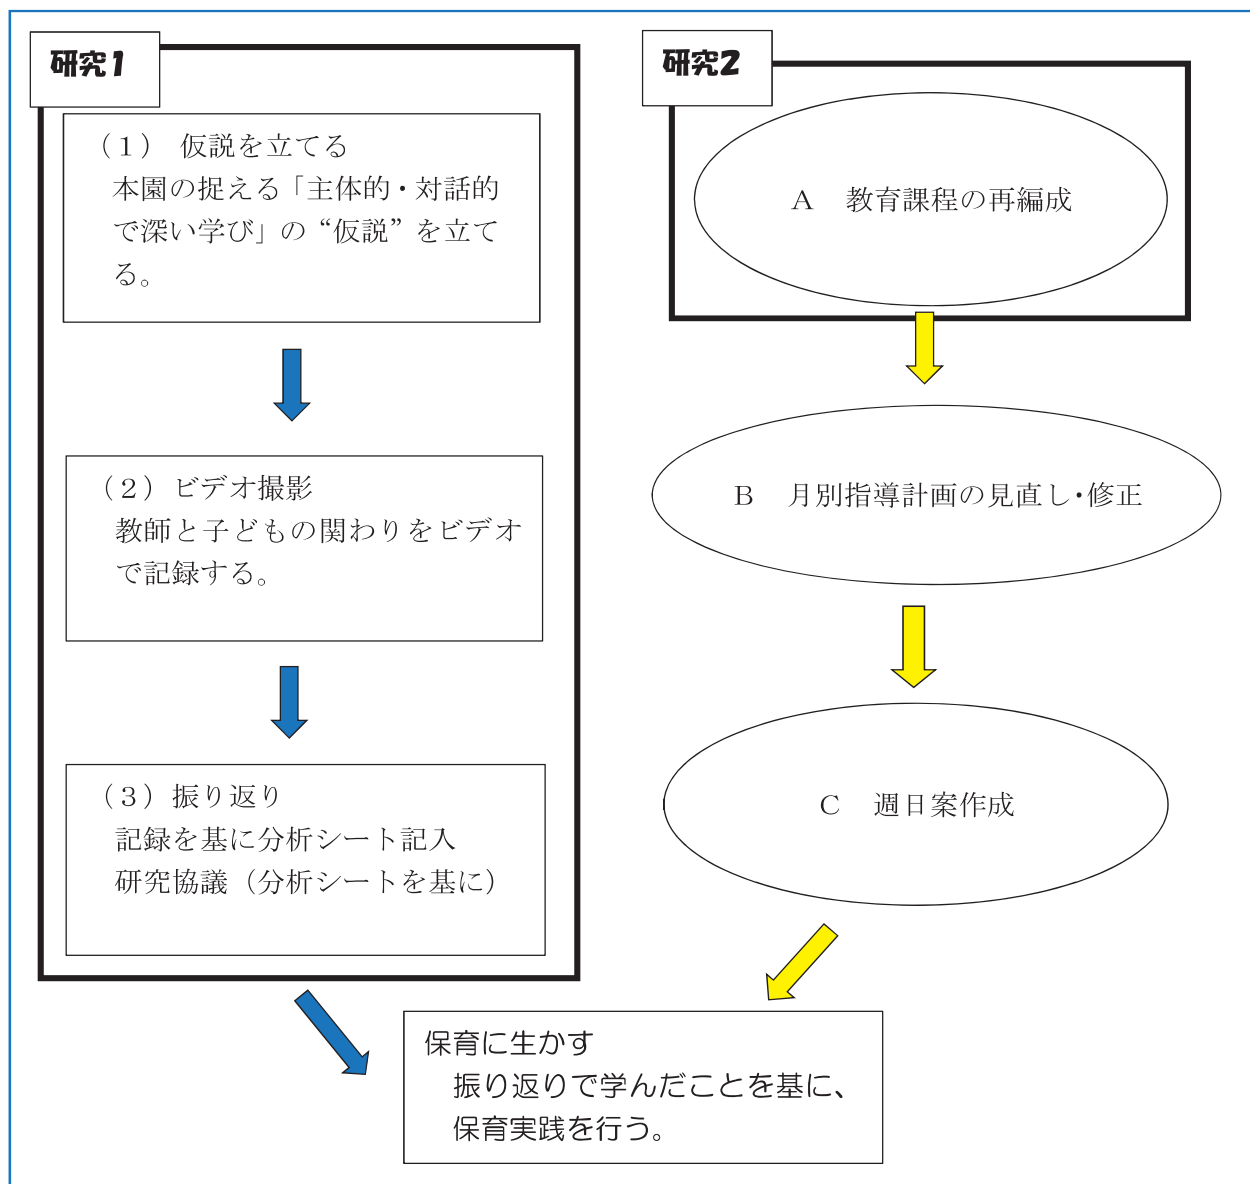 研究1
（1） 仮説を立てる
本園の捉える「主体的・対話的
で深い学び」の“仮説”を立て
る。
（2）ビデオ撮影
教師と子どもの関わりをビデオ
で記録する。
（3）振り返り
記録を基に分析シート記入
研究協議（分析シートを基に）
研究2
A　教育課程の再編成
B　月別指導計画の見直し・修正
C　週日案作成
保育に生かす
振り返りで学んだことを基に、
保育実践を行う。